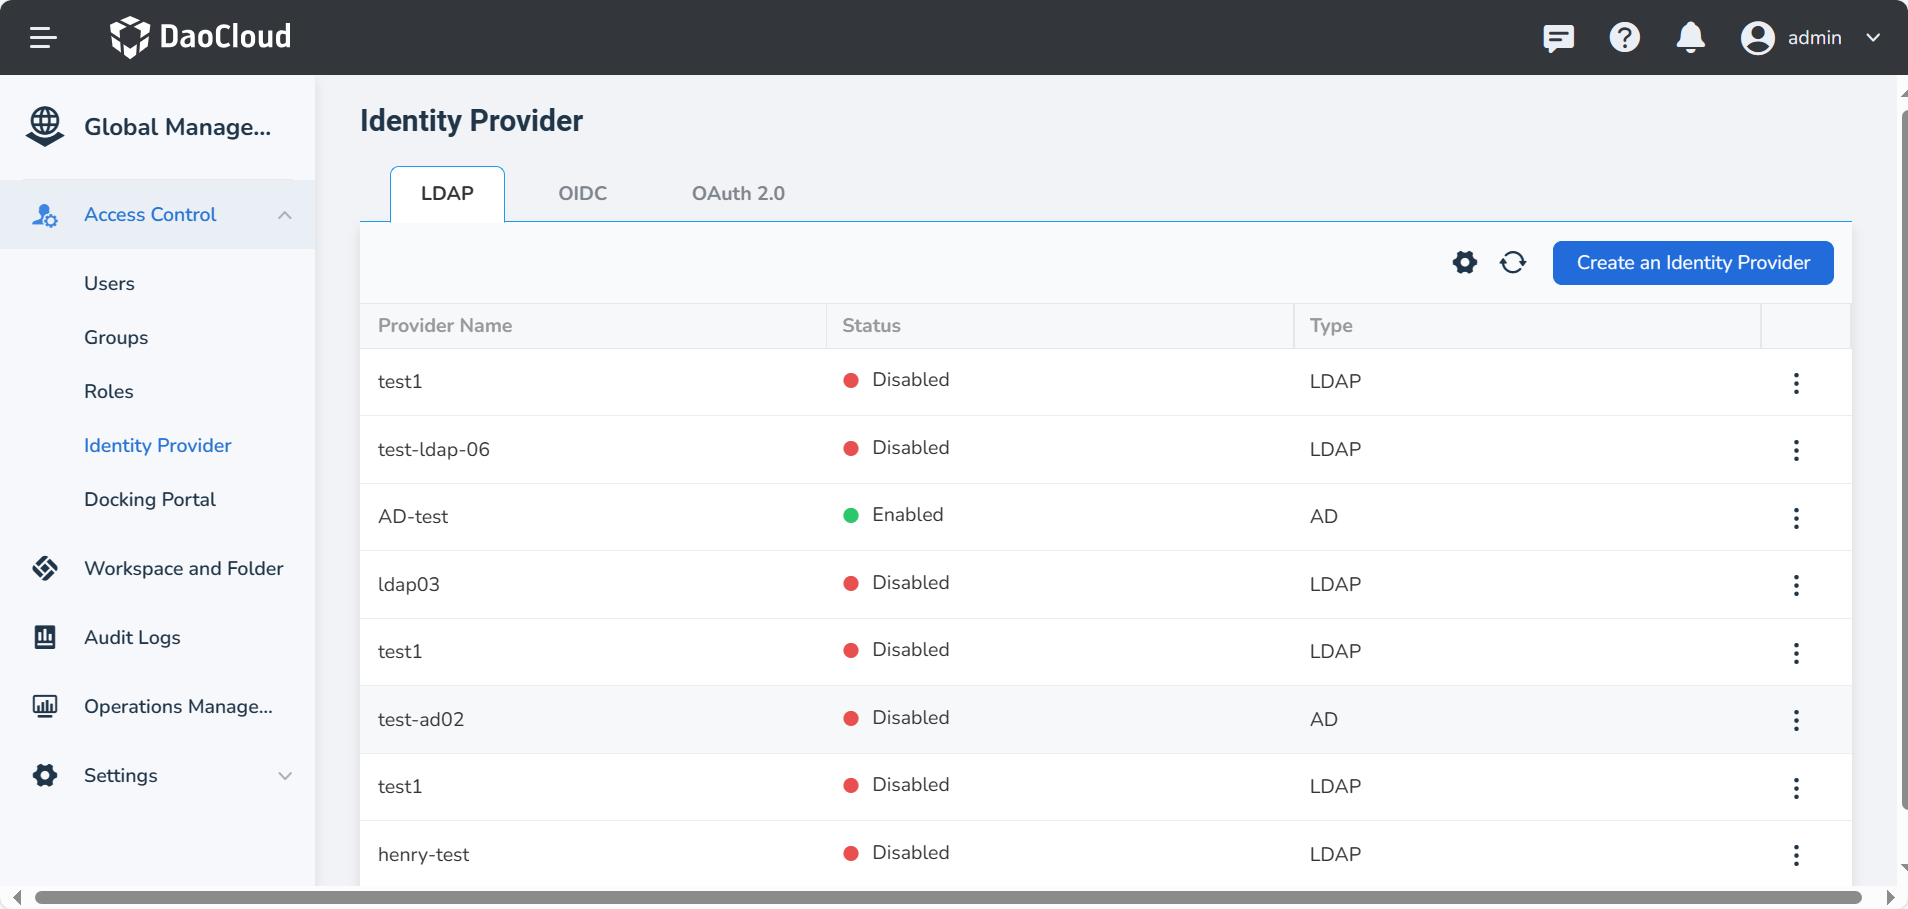 DaoCloud
admin
Global Manage...
Access Control
Users
Groups
Roles
Identity Provider
Docking Portal
Workspace and Folder
Audit Logs
Operations Manage...
Settings
Identity Provider
LDAP
OIDC
OAuth 2.0
Create an Identity Provider
Provider Name Status Type
test1 Disabled LDAP
test-ldap-06 Disabled LDAP
AD-test Enabled AD
ldap03 Disabled LDAP
test1 Disabled LDAP
test-ad02 Disabled AD
test1 Disabled LDAP
henry-test Disabled LDAP